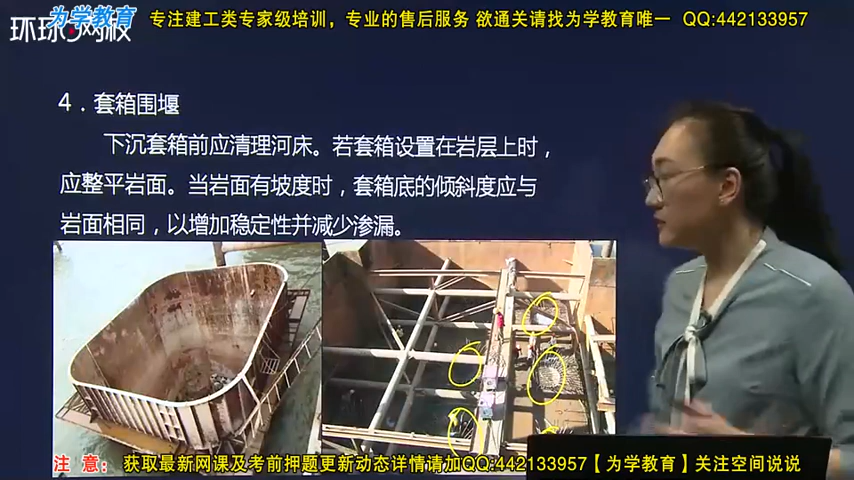 为学教育
环球网校
专注建工类专家级培训，专业的售后服务 欲通关请找为学教育唯一 QQ:442133957
4．套箱围堰
下沉套箱前应清理河床。若套箱设置在岩层上时，
应整平岩面。当岩面有坡度时，套箱底的倾斜度应与
岩面相同，以增加稳定性并减少渗漏。
注 意： 获取最新网课及考前押题更新动态详情请加QQ:442133957【为学教育】关注空间说说